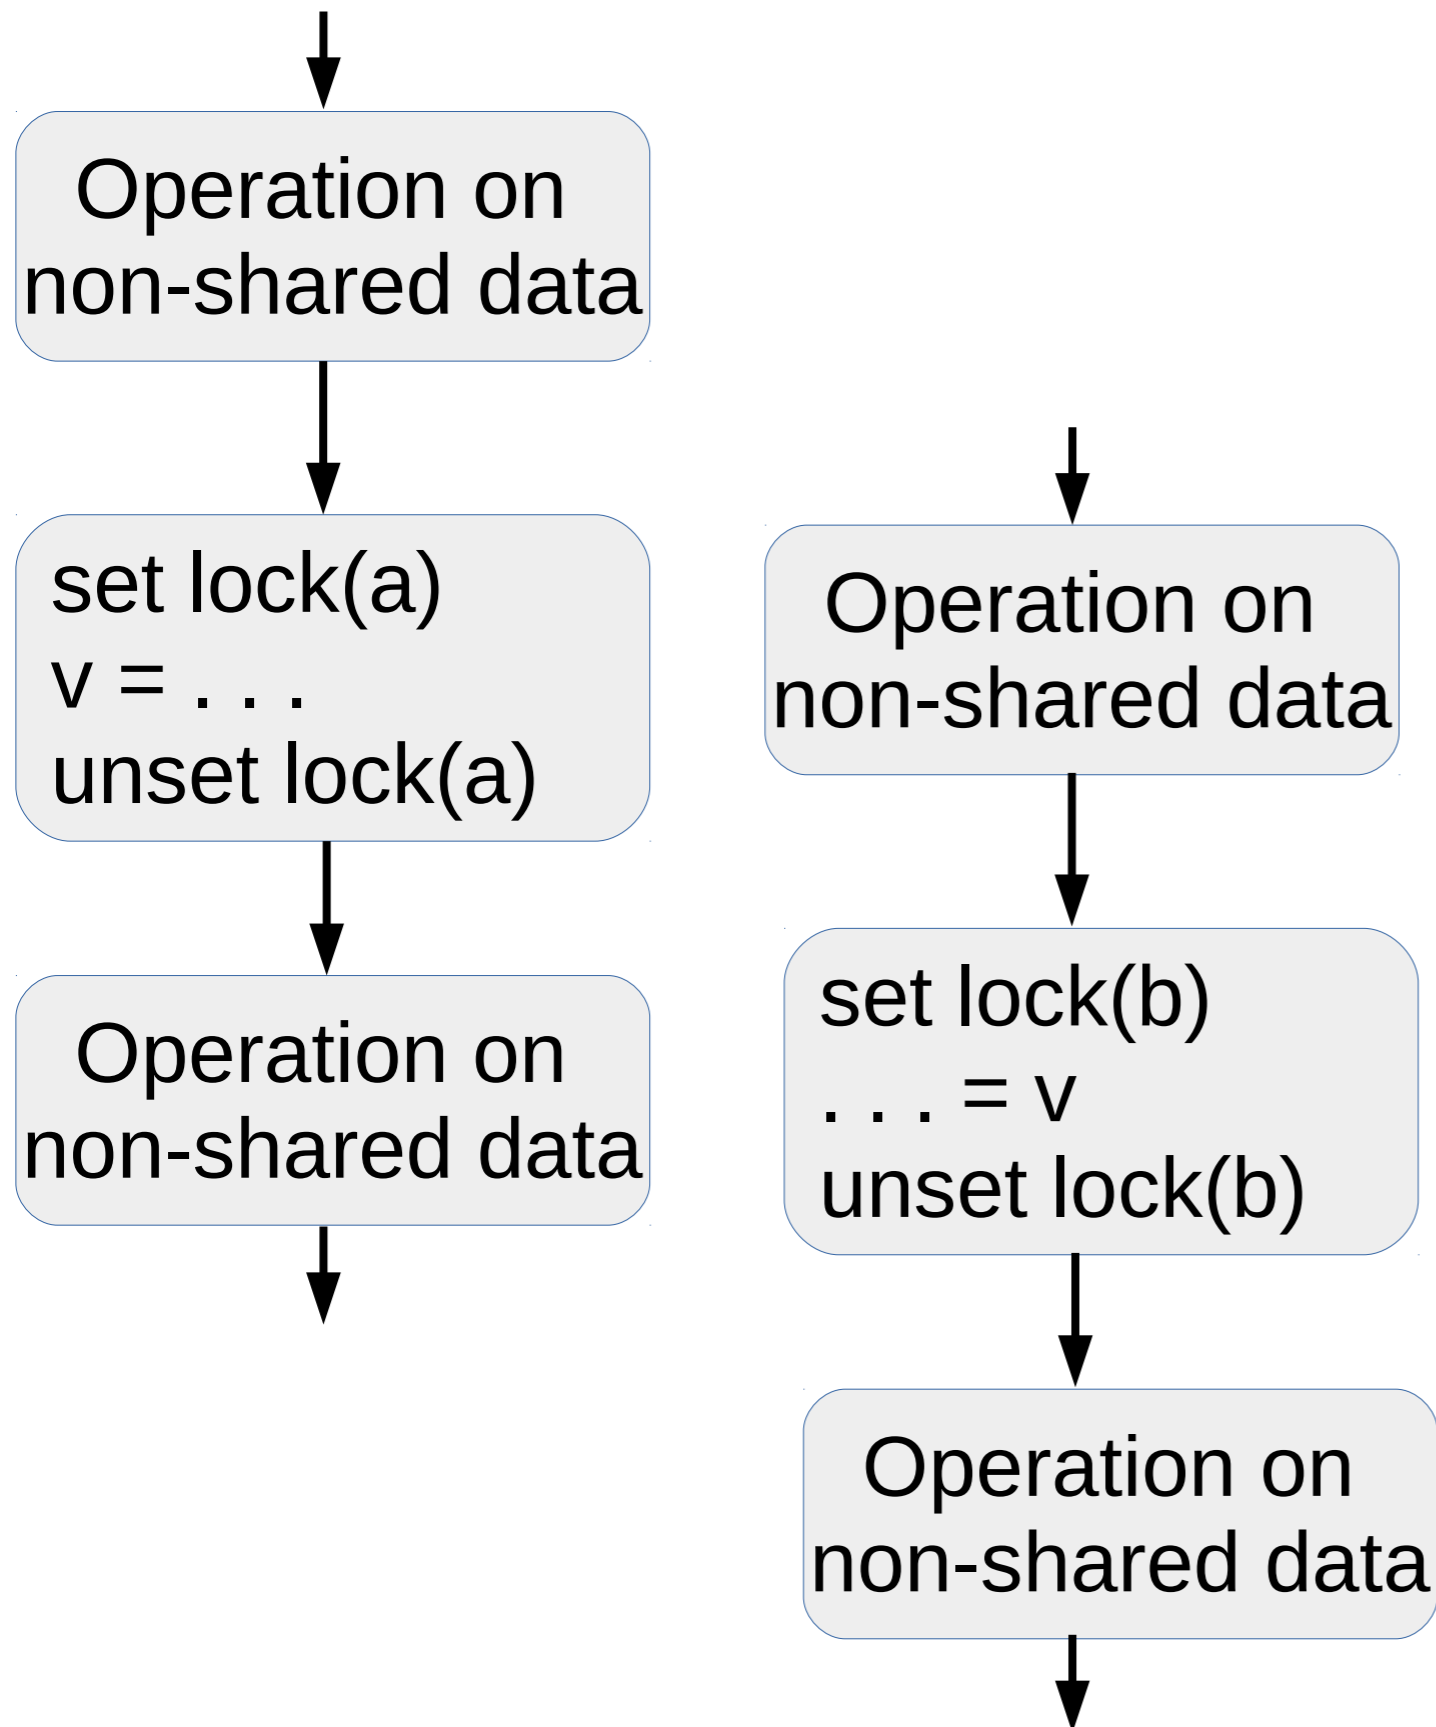 Operation on
non-shared data
set lock(a)
v = . . .
unset lock(a)
Operation on
non-shared data
Operation on
non-shared data
set lock(b)
. . . = v
unset lock(b)
Operation on
non-shared data